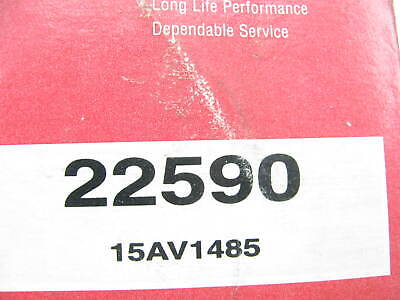 Long Life Performance
Dependable Service
22590
15AV1485